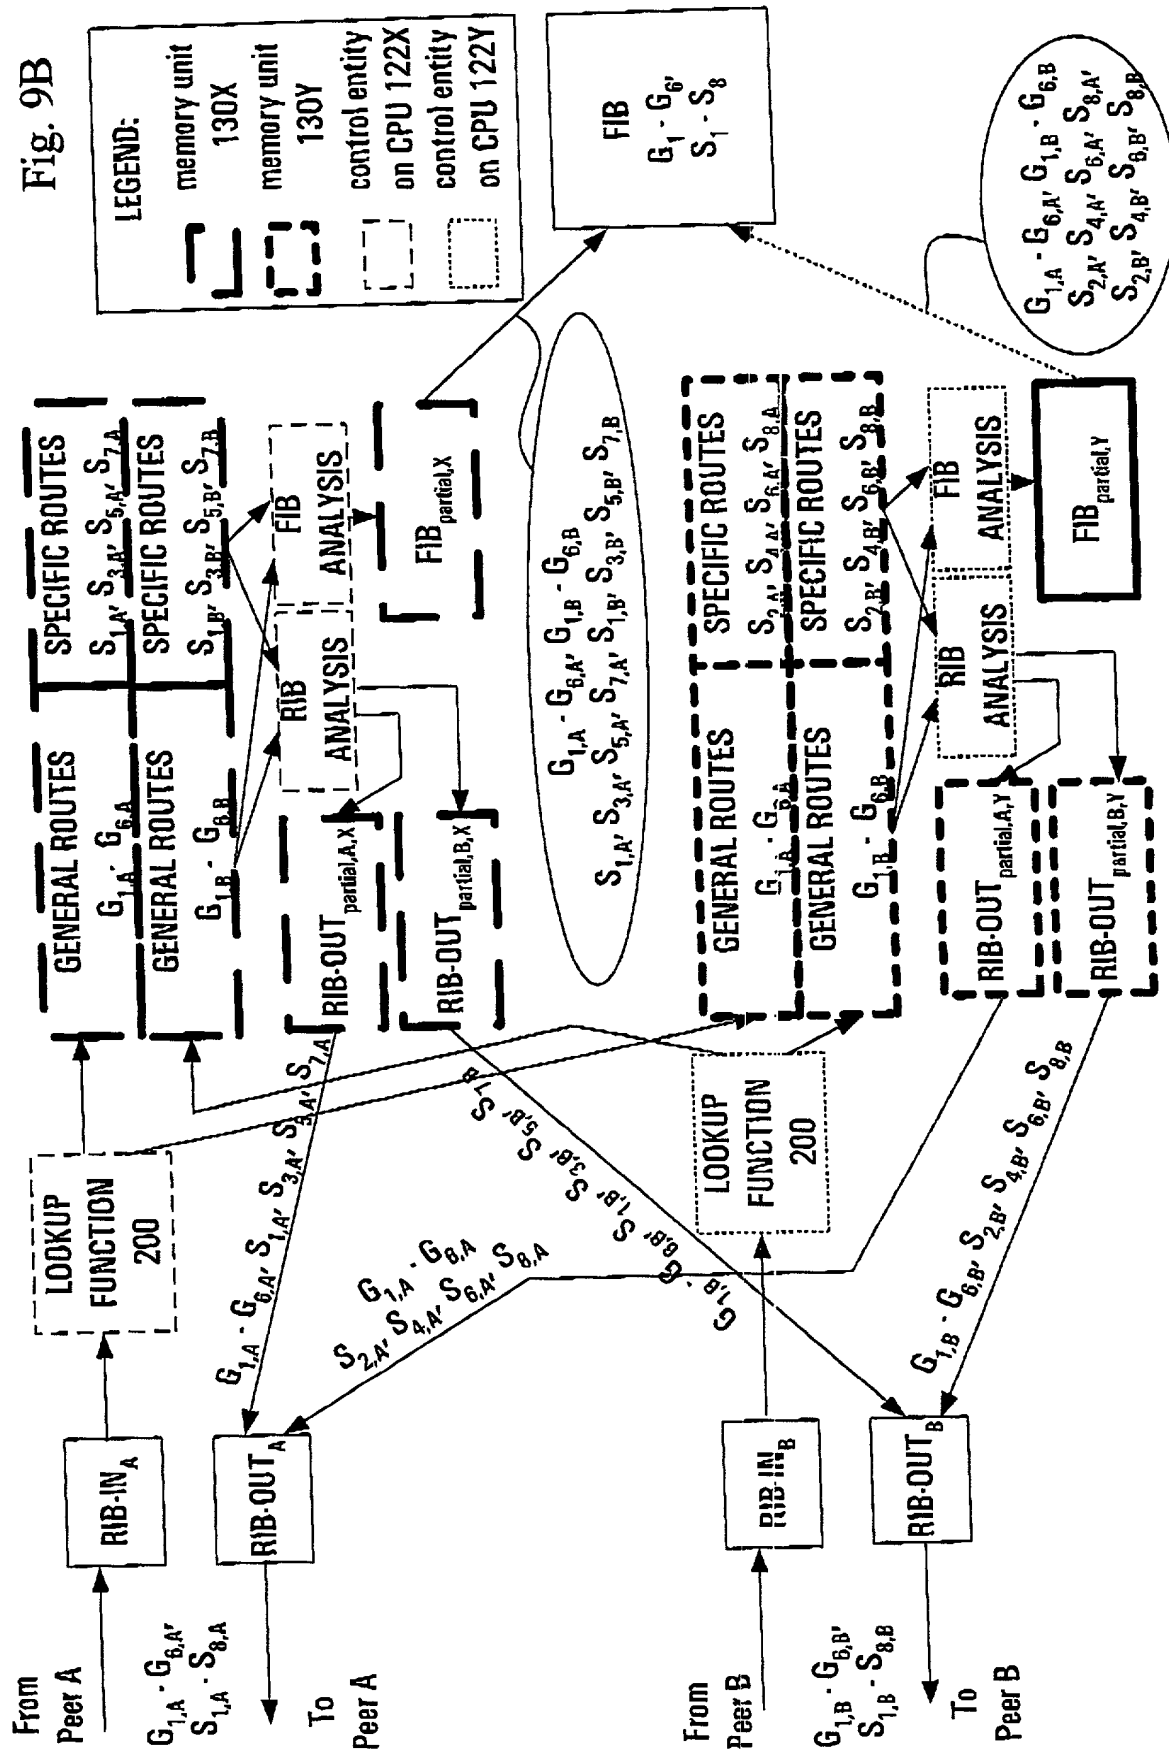 Fig. 9B
LEGEND:
memory unit
130X
memory unit
130Y
control entity
on CPU 122X
control entity
on CPU 122Y
From
Peer A
G1,A - G6,A,
S1,A - S8,A
RIB-INA
LOOKUP
FUNCTION
200
GENERAL ROUTES
G1,A - G6,A
SPECIFIC ROUTES
S1,A, S3,A, S5,A, S7,A
GENERAL ROUTES
G1,B - G6,B
SPECIFIC ROUTES
S1,B, S3,B, S5,B, S7,B
To
Peer A
RIB-OUTA
G1,A - G6,A, S1,A, S3,A, S5,A, S7,A
RIB-OUTpartial,A,X
RIB
ANALYSIS
FIB
ANALYSIS
RIB-OUTpartial,B,X
FIBpartial,X
G1,A - G6,A
S2,A, S4,A, S6,A, S8,A
G1,B - G6,B, S1,B, S3,B, S5,B, S7,B
G1,A - G6,A, G1,B - G6,B
S1,A, S3,A, S5,A, S7,A, S1,B, S3,B, S5,B, S7,B
FIB
G1 - G6,
S1 - S8
From
Peer B
G1,B - G6,B,
S1,B - S8,B
RIB-INB
LOOKUP
FUNCTION
200
GENERAL ROUTES
G1,A - G6,A
SPECIFIC ROUTES
S2,A, S4,A, S6,A, S8,A
GENERAL ROUTES
G1,B - G6,B
SPECIFIC ROUTES
S2,B, S4,B, S6,B, S8,B
To
Peer B
RIB-OUTB
G1,B - G6,B, S2,B, S4,B, S6,B, S8,B
RIB-OUTpartial,A,Y
RIB
ANALYSIS
FIB
ANALYSIS
RIB-OUTpartial,B,Y
FIBpartial,Y
G1,A - G6,A, G1,B - G6,B
S2,A, S4,A, S6,A, S8,A,
S2,B, S4,B, S6,B, S8,B